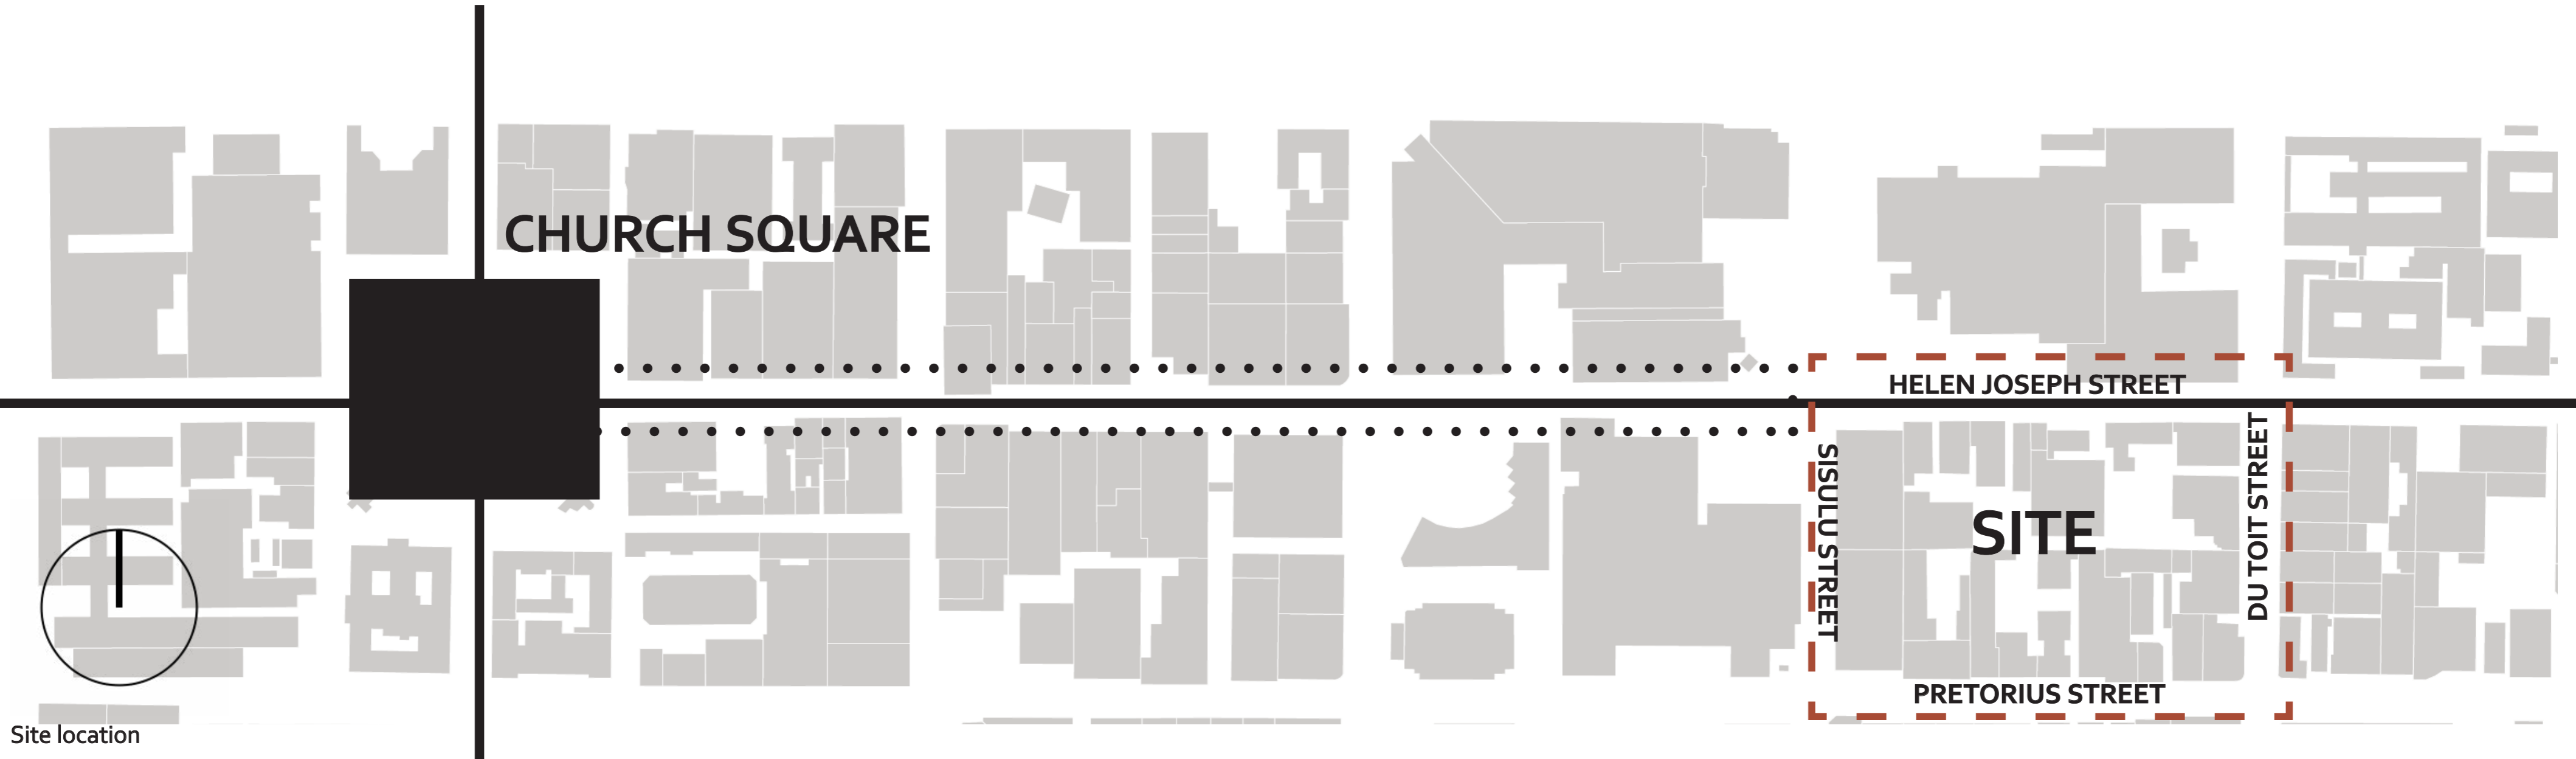 CHURCH SQUARE
HELEN JOSEPH STREET
SISULU STREET
SITE
DU TOIT STREET
PRETORIUS STREET
Site location